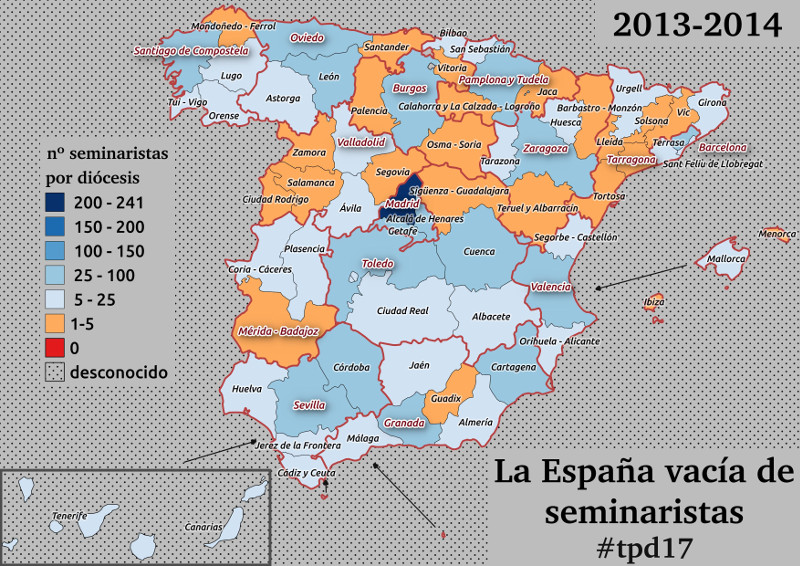 2013-2014
Mondoñedo - Ferrol
Bilbao
Santiago de Compostela
Oviedo
Santander
San Sebastián
Lugo
León
Vitoria
Pamplona y Tudela
Burgos
Jaca
Urgell
Astorga
Palencia
Calahorra y La Calzada - Logroño
Barbastro - Monzón
Girona
Tui - Vigo
Orense
Huesca
Solsona
Vic
Valladolid
Osma - Soria
Zaragoza
Lleida
Terrasa
Barcelona
Zamora
Tarazona
Tarragona
Sant Feliu de Llobregat
Segovia
Salamanca
Sigüenza - Guadalajara
Ciudad Rodrigo
Madrid
Tortosa
Ávila
Alcalá de Henares
Teruel y Albarracín
Getafe
Segorbe - Castellón
Menorca
Plasencia
Cuenca
Mallorca
Coria - Cáceres
Toledo
Valencia
Ibiza
Ciudad Real
Albacete
Mérida - Badajoz
Orihuela - Alicante
Jaén
Córdoba
Cartagena
Huelva
Guadix
Sevilla
Granada
Almería
Jerez de la Frontera
Málaga
Cádiz y Ceuta
Tenerife
Canarias
nº seminaristas
por diócesis
200 - 241
150 - 200
100 - 150
25 - 100
5 - 25
1-5
0
desconocido
La España vacía de
seminaristas
#tpd17